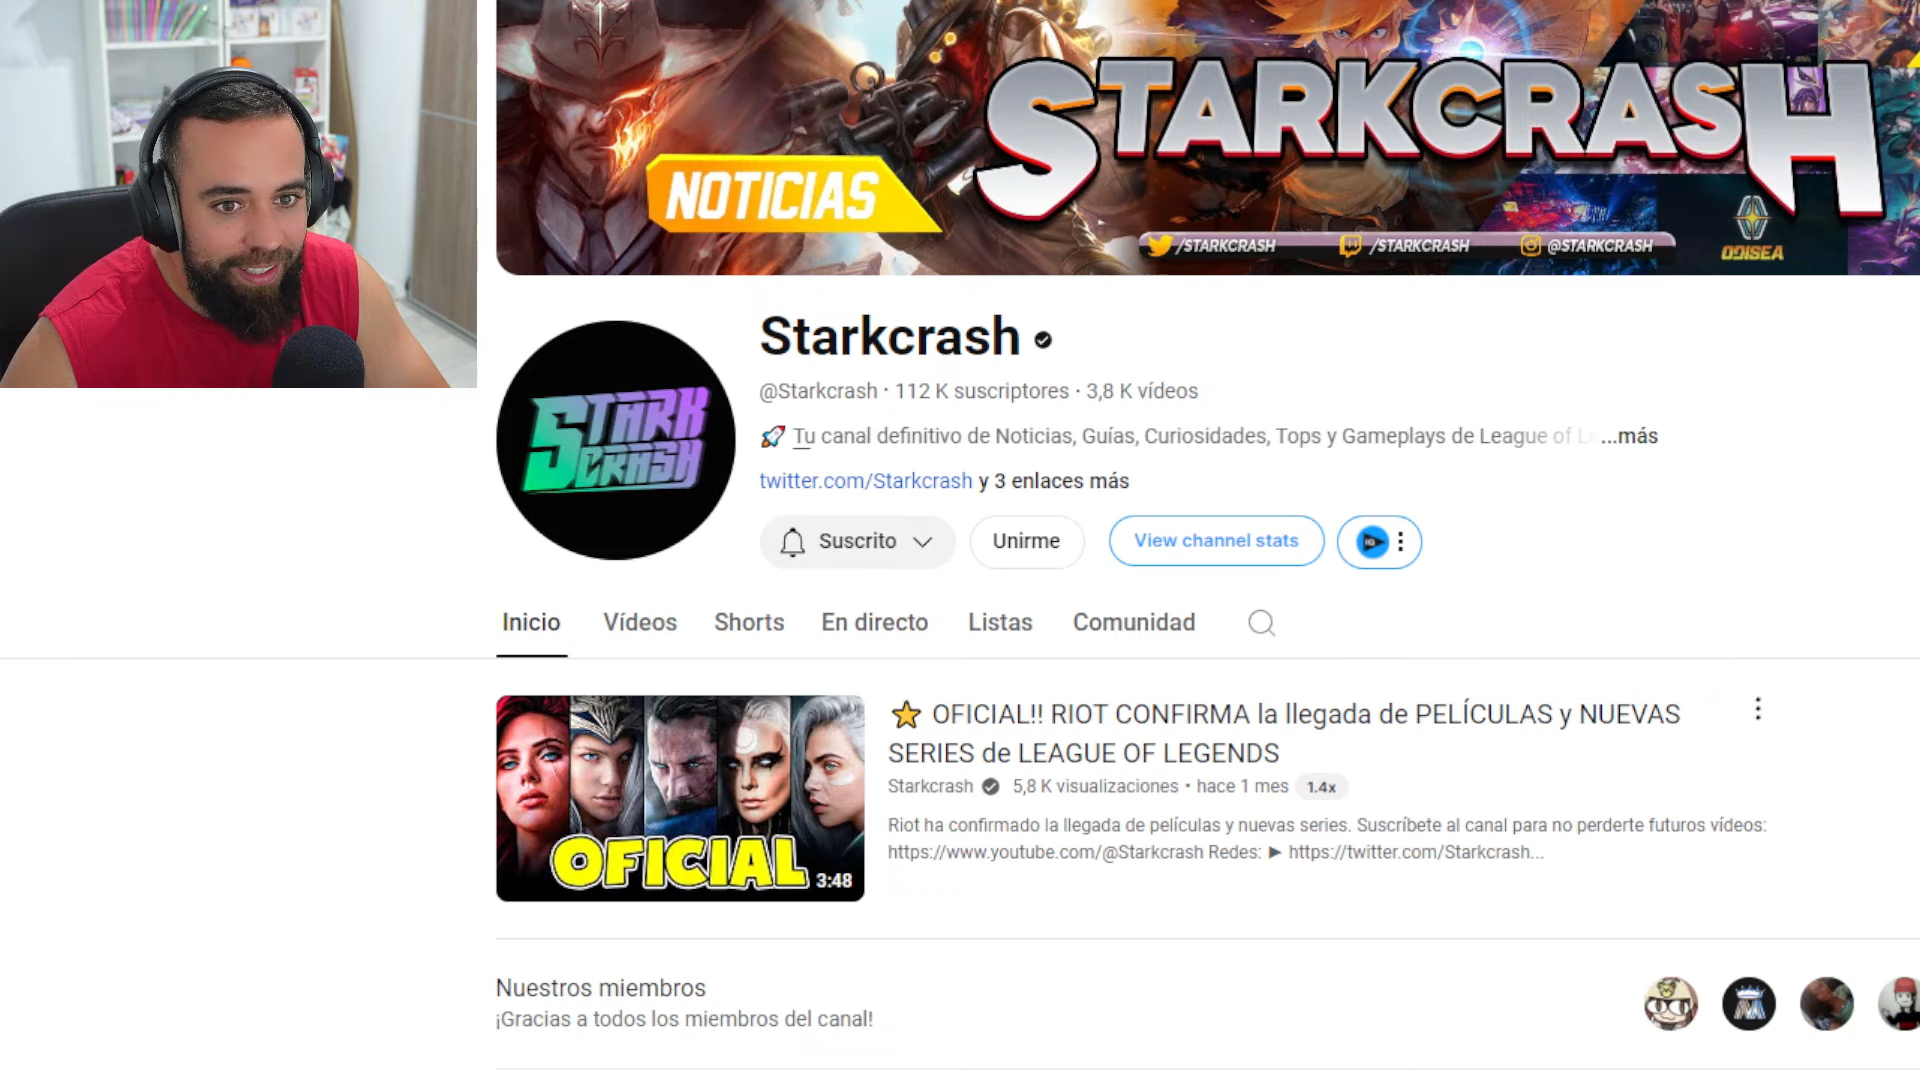 STARKCRASH
NOTICIAS
/STARKCRASH
/STARKCRASH
@STARKCRASH
ODISEA
STARK
CRASH
Starkcrash
@Starkcrash · 112 K suscriptores · 3,8 K vídeos
🚀 Tu canal definitivo de Noticias, Guías, Curiosidades, Tops y Gameplays de League of ...más
twitter.com/Starkcrash y 3 enlaces más
Suscrito
Unirme
View channel stats
Inicio
Vídeos
Shorts
En directo
Listas
Comunidad
OFICIAL
3:48
⭐ OFICIAL!! RIOT CONFIRMA la llegada de PELÍCULAS y NUEVAS
SERIES de LEAGUE OF LEGENDS
Starkcrash 5,8 K visualizaciones · hace 1 mes 1.4x
Riot ha confirmado la llegada de películas y nuevas series. Suscríbete al canal para no perderte futuros vídeos:
https://www.youtube.com/@Starkcrash Redes: ► https://twitter.com/Starkcrash...
Nuestros miembros
¡Gracias a todos los miembros del canal!